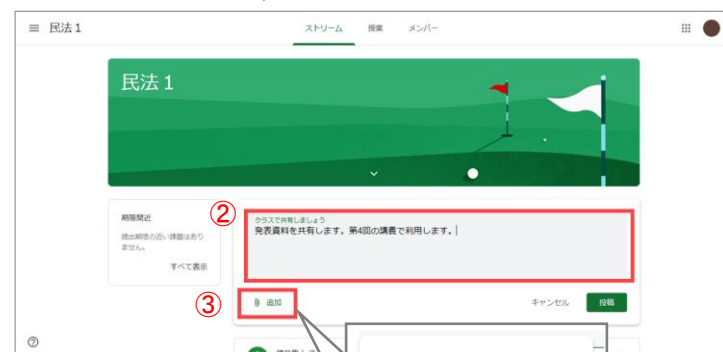 民法 1
ストリーム 授業 メンバー
民法 1
期限間近
提出期限の近い課題はあり
ません。
すべて表示
②
クラスで共有しましょう
発表資料を共有します。第4回の講義で利用します。
③
追加
キャンセル
投稿